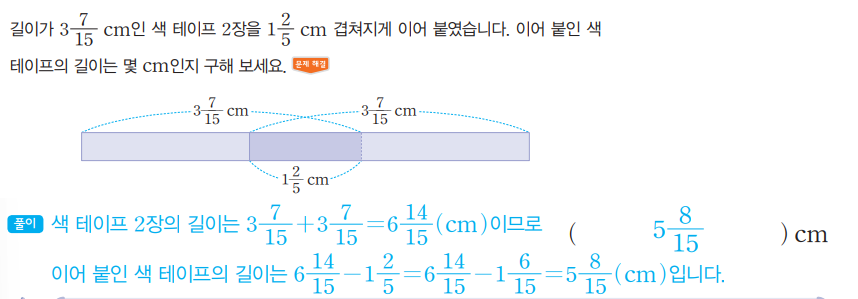 길이가 3 7/15 cm인 색 테이프 2장을 1 2/5 cm 겹쳐지게 이어 붙였습니다. 이어 붙인 색
테이프의 길이는 몇 cm인지 구해 보세요. 문제 해결
3 7/15 cm 3 7/15 cm
1 2/5 cm
풀이 색 테이프 2장의 길이는 3 7/15+3 7/15=6 14/15(cm)이므로
( 5 8/15 ) cm
이어 붙인 색 테이프의 길이는 6 14/15-1 2/5=6 14/15-1 6/15=5 8/15(cm)입니다.